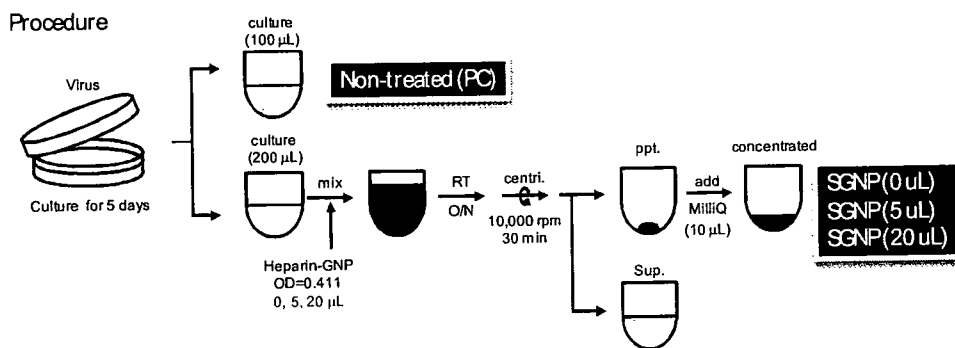 Procedure
Virus
Culture for 5 days
culture
(100 μL)
Non-treated (PC)
culture
(200 μL)
mix
Heparin-GNP
OD=0.411
0, 5, 20 μL
RT
O/N
centri.
10,000 rpm
30 min
ppt.
add
MilliQ
(10 μL)
concentrated
SGNP(0 uL)
SGNP(5 uL)
SGNP(20 uL)
Sup.